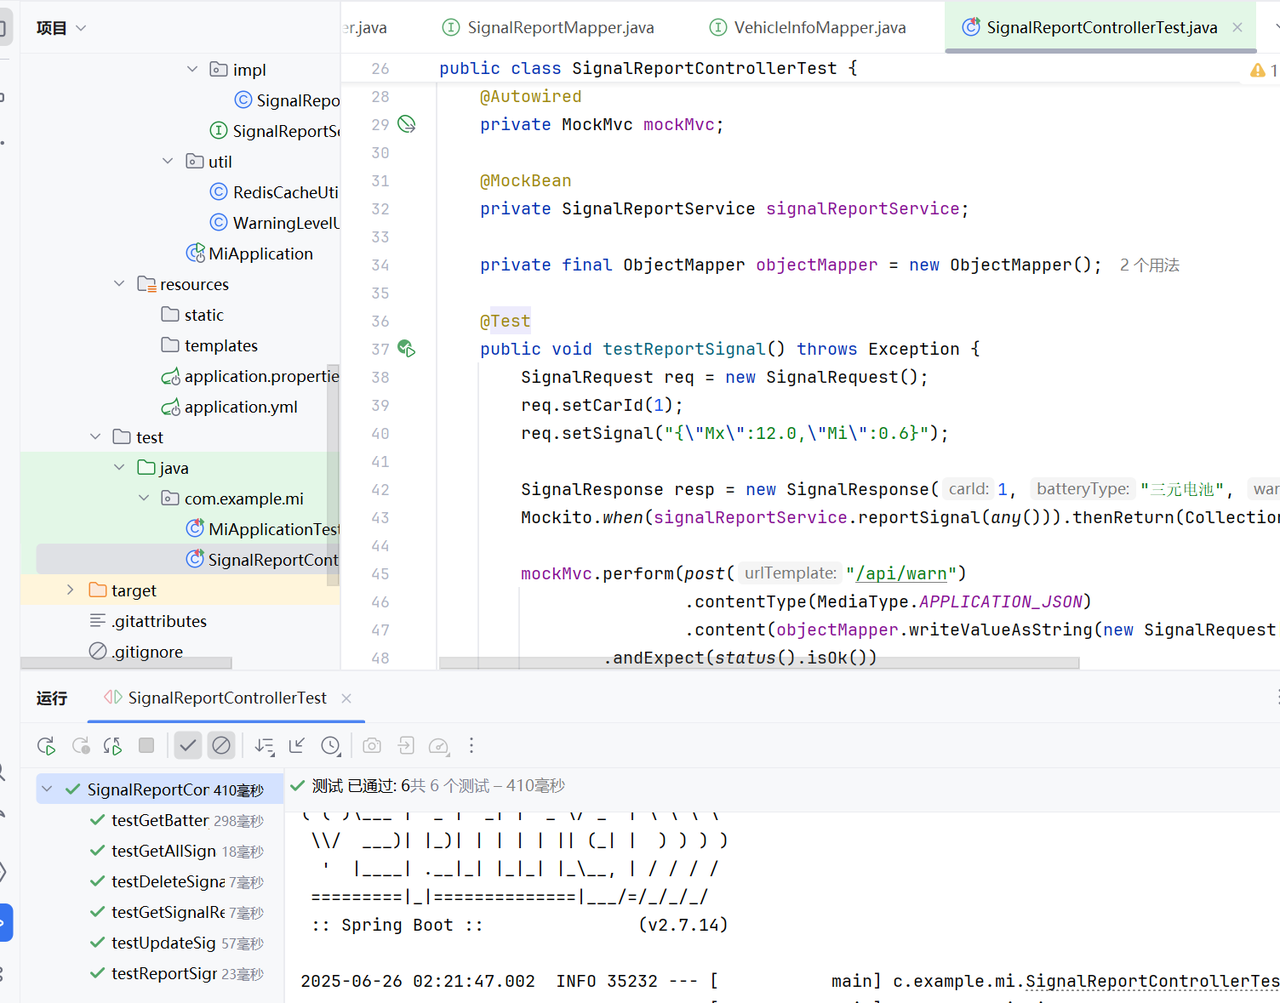 项目
er.java
SignalReportMapper.java
VehicleInfoMapper.java
SignalReportControllerTest.java
impl
SignalRepo
SignalReportSe
util
RedisCacheUti
WarningLevelU
MiApplication
resources
static
templates
application.propertie
application.yml
test
java
com.example.mi
MiApplicationTest
SignalReportCont
target
.gitattributes
.gitignore
26 public class SignalReportControllerTest {
1
28 @Autowired
29 private MockMvc mockMvc;
30
31 @MockBean
32 private SignalReportService signalReportService;
33
34 private final ObjectMapper objectMapper = new ObjectMapper(); 2 个用法
35
36 @Test
37 public void testReportSignal() throws Exception {
38 SignalRequest req = new SignalRequest();
39 req.setCarId(1);
40 req.setSignal("{\"Mx\":12.0,\"Mi\":0.6}");
41
42 SignalResponse resp = new SignalResponse( carId: 1, batteryType: "三元电池", war
43 Mockito.when(signalReportService.reportSignal(any())).thenReturn(Collection
44
45 mockMvc.perform(post( urlTemplate: "/api/warn")
46 .contentType(MediaType.APPLICATION_JSON)
47 .content(objectMapper.writeValueAsString(new SignalRequest
48 .andExpect(status().isOk())
运行
SignalReportControllerTest
SignalReportCor 410毫秒
testGetBatter 298毫秒
testGetAllSign 18毫秒
testDeleteSigna 7毫秒
testGetSignalRe 7毫秒
testUpdateSig 57毫秒
testReportSigr 23毫秒
测试 已通过: 6共 6 个测试 – 410毫秒
\\/  ___)| |_)| | | | | || (_| |  ) ) ) )
'  |____| .__|_| |_|_| |_\__, | / / / /
=========|_|==============|___/=/_/_/_/
:: Spring Boot :: (v2.7.14)
2025-06-26 02:21:47.002 INFO 35232 --- [ main] c.example.mi.SignalReportControllerTes